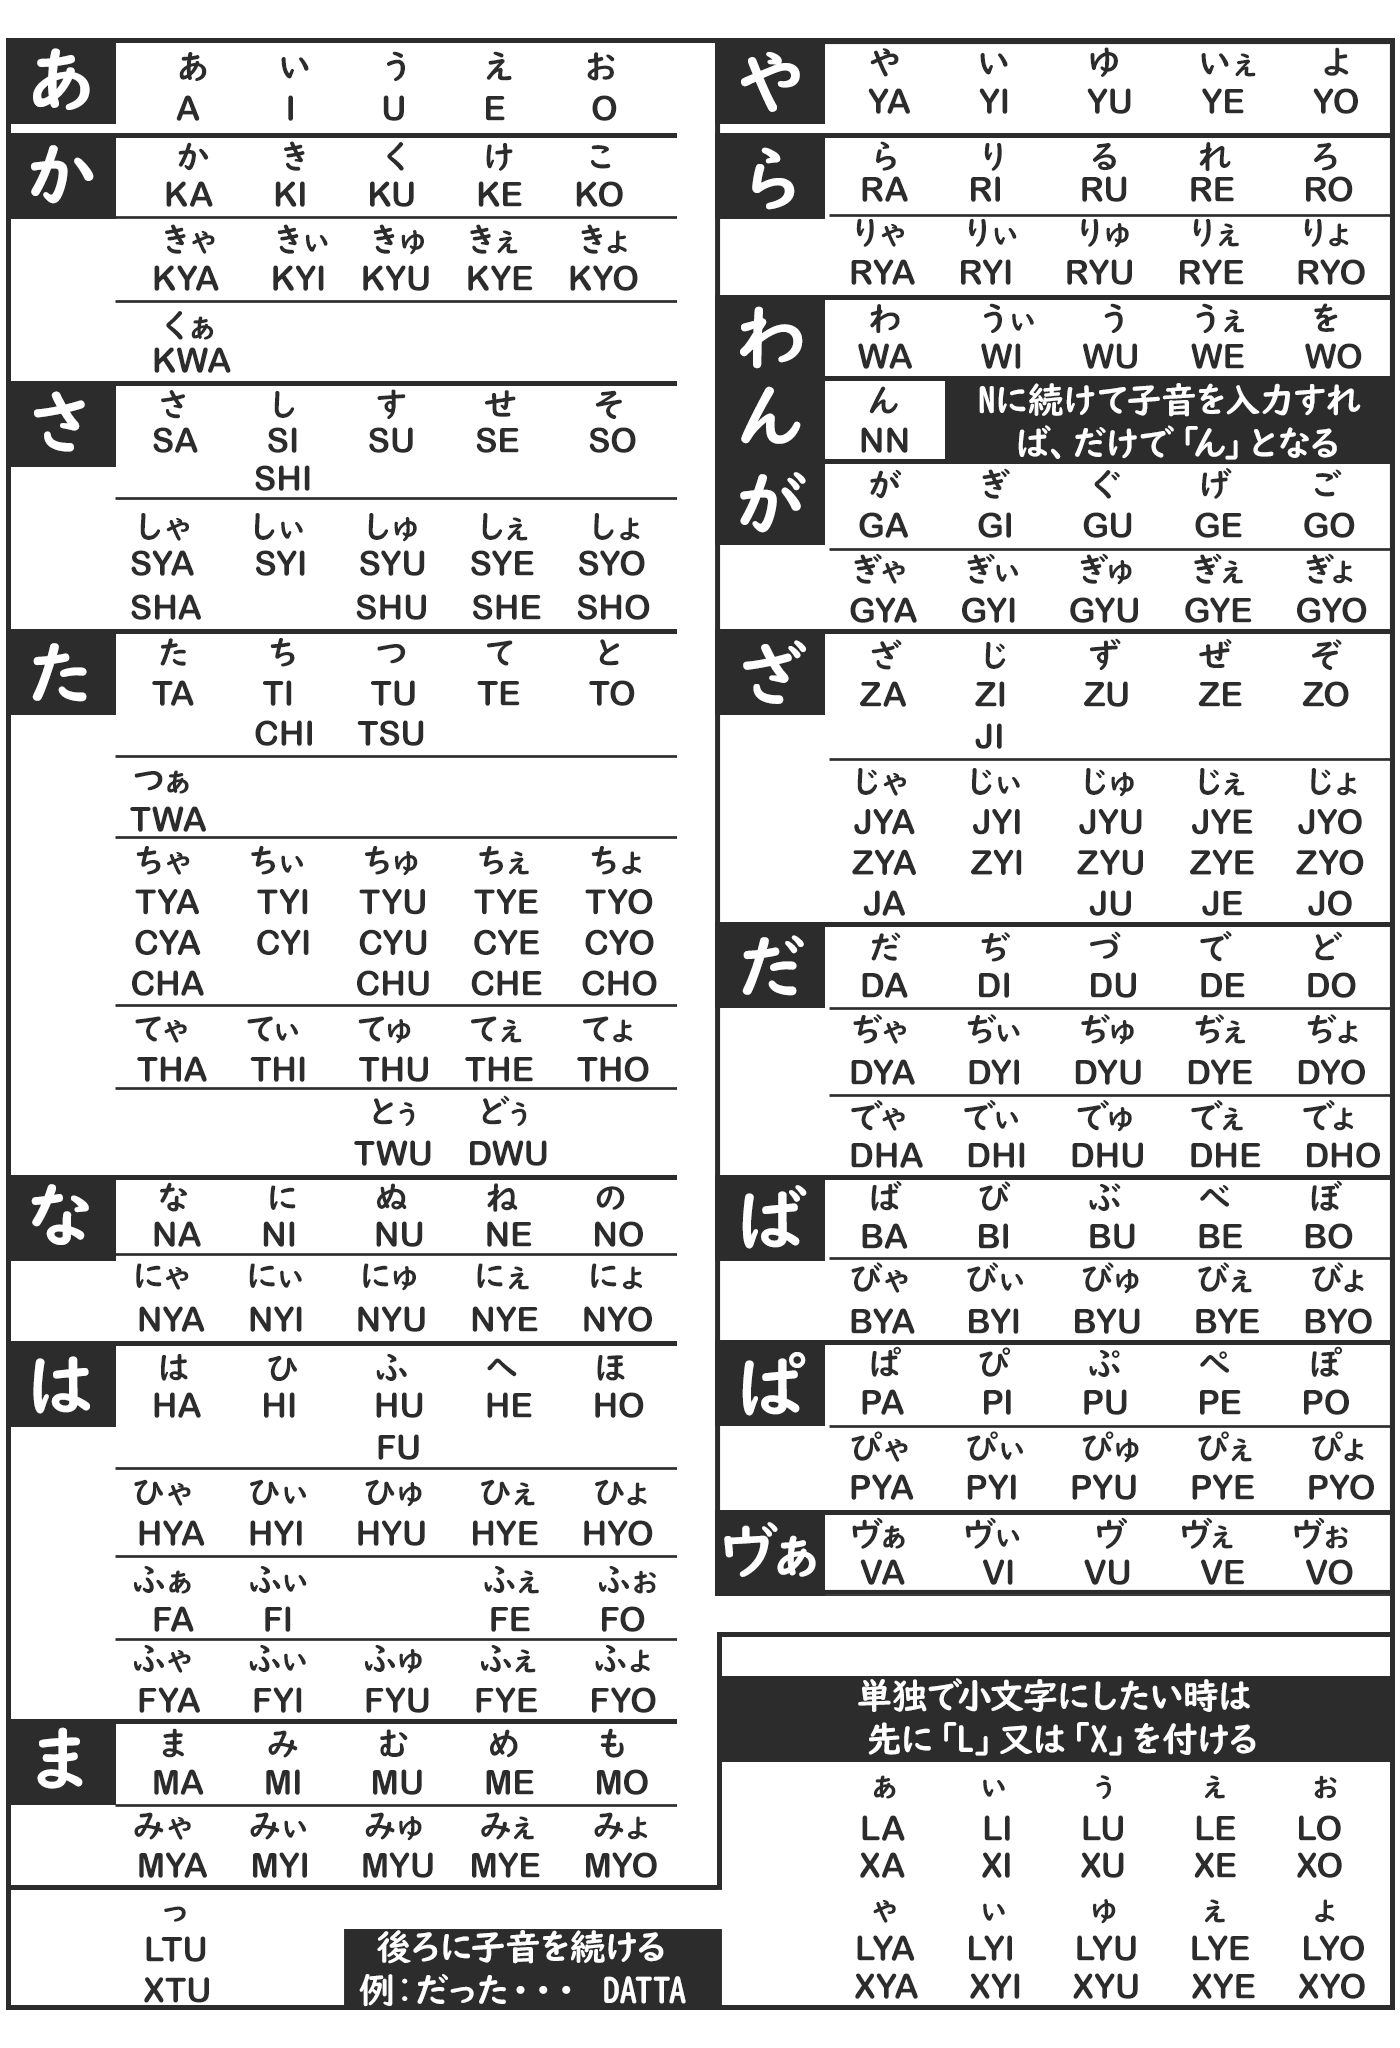 あ
あ い う え お
A I U E O
か
か き く け こ
KA KI KU KE KO
きゃ きぃ きゅ きぇ きょ
KYA KYI KYU KYE KYO
くぁ
KWA
さ
さ し す せ そ
SA SI SU SE SO
SHI
しゃ しぃ しゅ しぇ しょ
SYA SYI SYU SYE SYO
SHA SHU SHE SHO
た
た ち つ て と
TA TI TU TE TO
CHI TSU
つぁ
TWA
ちゃ ちぃ ちゅ ちぇ ちょ
TYA TYI TYU TYE TYO
CYA CYI CYU CYE CYO
CHA CHU CHE CHO
てゃ てぃ てゅ てぇ てょ
THA THI THU THE THO
とぅ どぅ
TWU DWU
な
な に ぬ ね の
NA NI NU NE NO
にゃ にぃ にゅ にぇ にょ
NYA NYI NYU NYE NYO
は
は ひ ふ へ ほ
HA HI HU HE HO
FU
ひゃ ひぃ ひゅ ひぇ ひょ
HYA HYI HYU HYE HYO
ふぁ ふぃ ふぇ ふぉ
FA FI FE FO
ふゃ ふぃ ふゅ ふぇ ふょ
FYA FYI FYU FYE FYO
ま
ま み む め も
MA MI MU ME MO
みゃ みぃ みゅ みぇ みょ
MYA MYI MYU MYE MYO
っ
LTU
XTU
後ろに子音を続ける
例：だった・・・ DATTA
や
や い ゆ いぇ よ
YA YI YU YE YO
ら
ら り る れ ろ
RA RI RU RE RO
りゃ りぃ りゅ りぇ りょ
RYA RYI RYU RYE RYO
わ
わ うぃ う うぇ を
WA WI WU WE WO
ん
ん
NN
Nに続けて子音を入力すれ
ば、だけで「ん」となる
が
が ぎ ぐ げ ご
GA GI GU GE GO
ぎゃ ぎぃ ぎゅ ぎぇ ぎょ
GYA GYI GYU GYE GYO
ざ
ざ じ ず ぜ ぞ
ZA ZI ZU ZE ZO
JI
じゃ じぃ じゅ じぇ じょ
JYA JYI JYU JYE JYO
ZYA ZYI ZYU ZYE ZYO
JA JU JE JO
だ
だ ぢ づ で ど
DA DI DU DE DO
ぢゃ ぢぃ ぢゅ ぢぇ ぢょ
DYA DYI DYU DYE DYO
でゃ でぃ でゅ でぇ でょ
DHA DHI DHU DHE DHO
ば
ば び ぶ べ ぼ
BA BI BU BE BO
びゃ びぃ びゅ びぇ びょ
BYA BYI BYU BYE BYO
ぱ
ぱ ぴ ぷ ぺ ぽ
PA PI PU PE PO
ぴゃ ぴぃ ぴゅ ぴぇ ぴょ
PYA PYI PYU PYE PYO
ヴぁ
ヴぁ ヴぃ ヴ ヴぇ ヴぉ
VA VI VU VE VO
単独で小文字にしたい時は
先に「L」又は「X」を付ける
ぁ ぃ ぅ ぇ ぉ
LA LI LU LE LO
XA XI XU XE XO
ゃ ぃ ゅ ぇ ょ
LYA LYI LYU LYE LYO
XYA XYI XYU XYE XYO